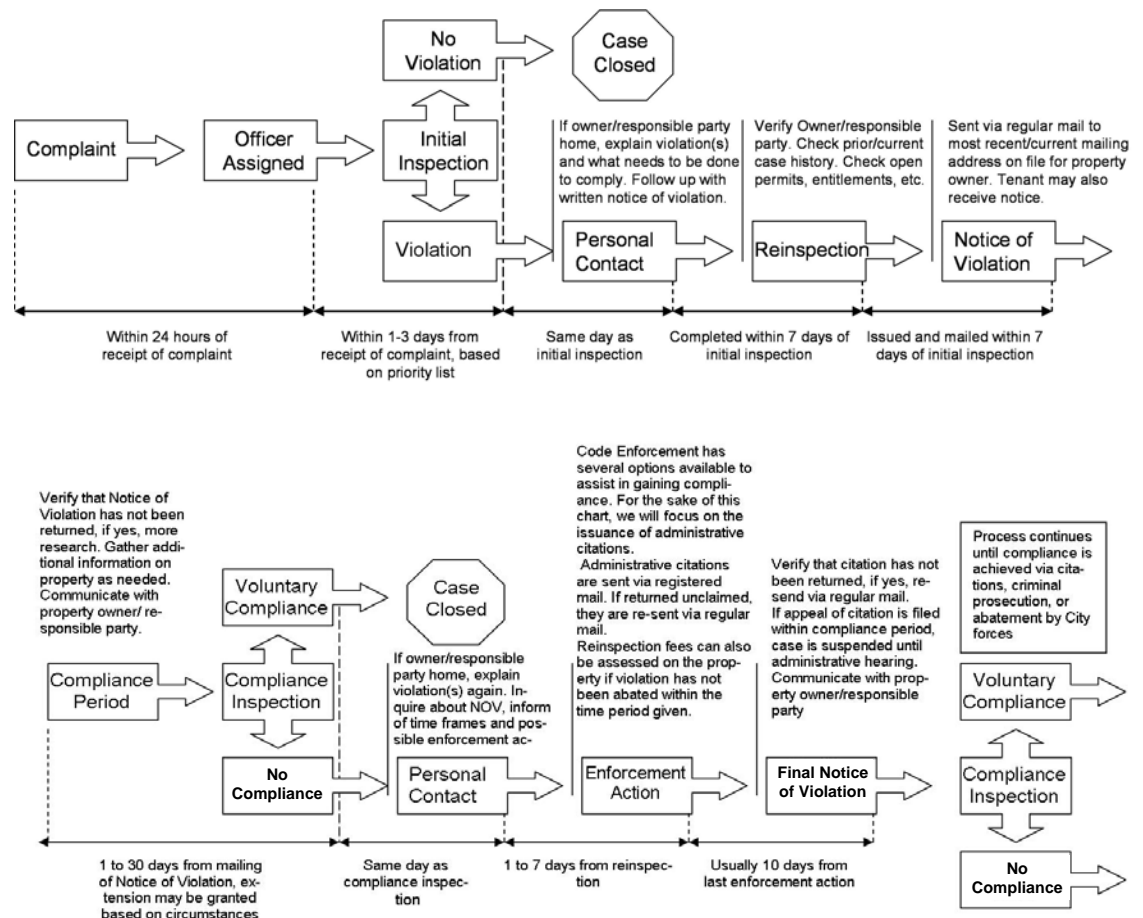 No
Violation
Case
Closed
Complaint
Officer
Assigned
Initial
Inspection
If owner/responsible party
home, explain violation(s)
and what needs to be done
to comply. Follow up with
written notice of violation.
Verify Owner/responsible
party. Check prior/current
case history. Check open
permits, entitlements, etc.
Sent via regular mail to
most recent/current mailing
address on file for property
owner. Tenant may also
receive notice.
Violation
Personal
Contact
Reinspection
Notice of
Violation
Within 24 hours of
receipt of complaint
Within 1-3 days from
receipt of complaint, based
on priority list
Same day as
initial inspection
Completed within 7 days of
initial inspection
Issued and mailed within 7
days of initial inspection
Verify that Notice of
Violation has not been
returned, if yes, more
research. Gather addi-
tional information on
property as needed.
Communicate with
property owner/ re-
sponsible party.
Voluntary
Compliance
Case
Closed
Code Enforcement has
several options available to
assist in gaining compli-
ance. For the sake of this
chart, we will focus on the
issuance of administrative
citations.
Administrative citations
are sent via registered
mail. If returned unclaimed,
they are re-sent via regular
mail.
Reinspection fees can also
be assessed on the prop-
erty if violation has not
been abated within the
time period given.
Verify that citation has not
been returned, if yes, re-
send via regular mail.
If appeal of citation is filed
within compliance period,
case is suspended until
administrative hearing.
Communicate with prop-
erty owner/responsible
party
Process continues
until compliance is
achieved via cita-
tions, criminal
prosecution, or
abatement by City
forces
Compliance
Period
Compliance
Inspection
If owner/responsible
party home, explain
violation(s) again. In-
quire about NOV, inform
of time frames and pos-
sible enforcement ac-
Voluntary
Compliance
No
Compliance
Personal
Contact
Enforcement
Action
Final Notice
of Violation
Compliance
Inspection
1 to 30 days from mailing
of Notice of Violation, ex-
tension may be granted
based on circumstances
Same day as
compliance inspec-
tion
1 to 7 days from reinspec-
tion
Usually 10 days from
last enforcement action
No
Compliance